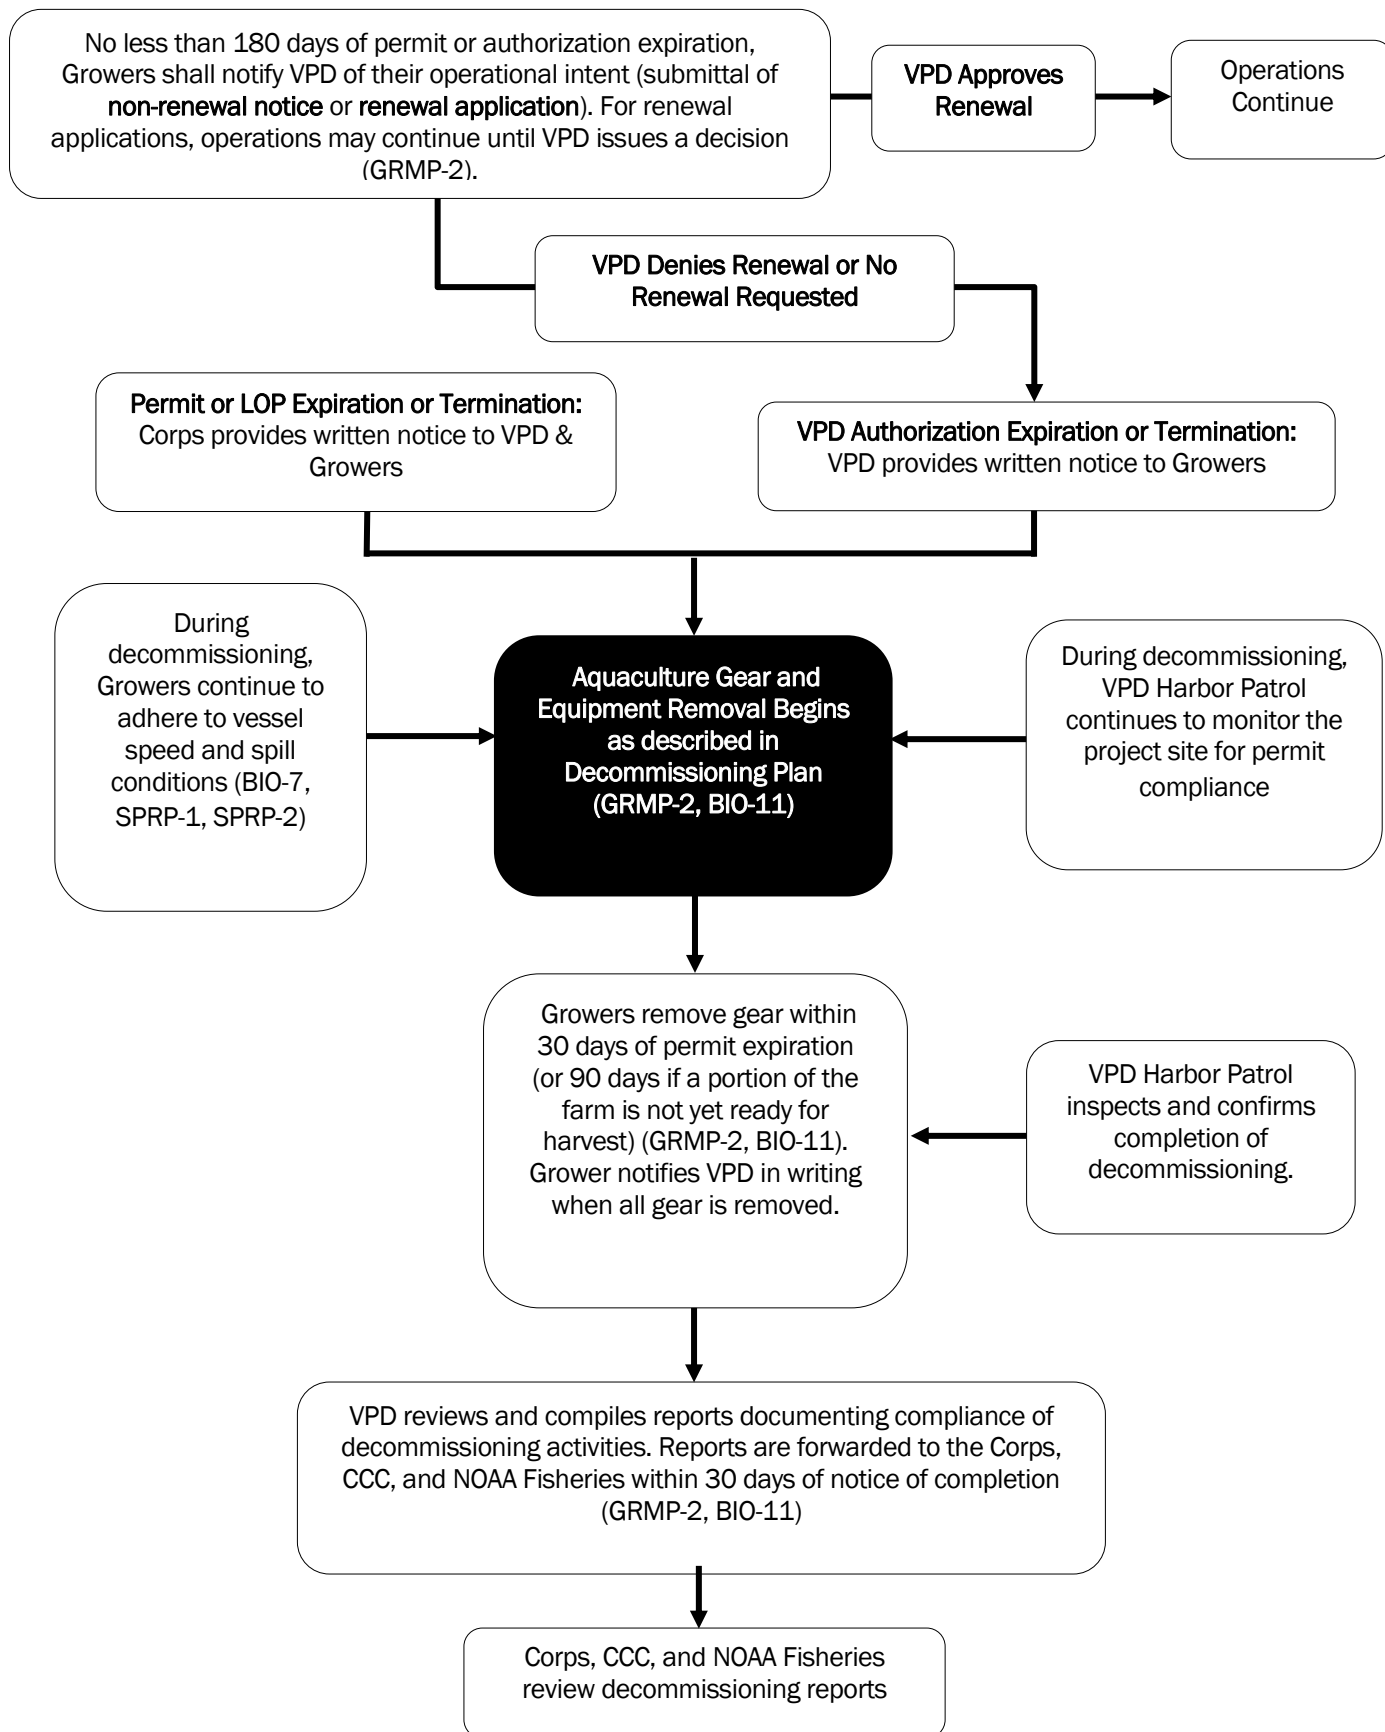 No less than 180 days of permit or authorization expiration,
Growers shall notify VPD of their operational intent (submittal of
non-renewal notice or renewal application). For renewal
applications, operations may continue until VPD issues a decision
(GRMP-2).
VPD Approves
Renewal
Operations
Continue
VPD Denies Renewal or No
Renewal Requested
Permit or LOP Expiration or Termination:
Corps provides written notice to VPD &
Growers
VPD Authorization Expiration or Termination:
VPD provides written notice to Growers
During
decommissioning,
Growers continue to
adhere to vessel
speed and spill
conditions (BIO-7,
SPRP-1, SPRP-2)
Aquaculture Gear and
Equipment Removal Begins
as described in
Decommissioning Plan
(GRMP-2, BIO-11)
During decommissioning,
VPD Harbor Patrol
continues to monitor the
project site for permit
compliance
Growers remove gear within
30 days of permit expiration
(or 90 days if a portion of the
farm is not yet ready for
harvest) (GRMP-2, BIO-11).
Grower notifies VPD in writing
when all gear is removed.
VPD Harbor Patrol
inspects and confirms
completion of
decommissioning.
VPD reviews and compiles reports documenting compliance of
decommissioning activities. Reports are forwarded to the Corps,
CCC, and NOAA Fisheries within 30 days of notice of completion
(GRMP-2, BIO-11)
Corps, CCC, and NOAA Fisheries
review decommissioning reports